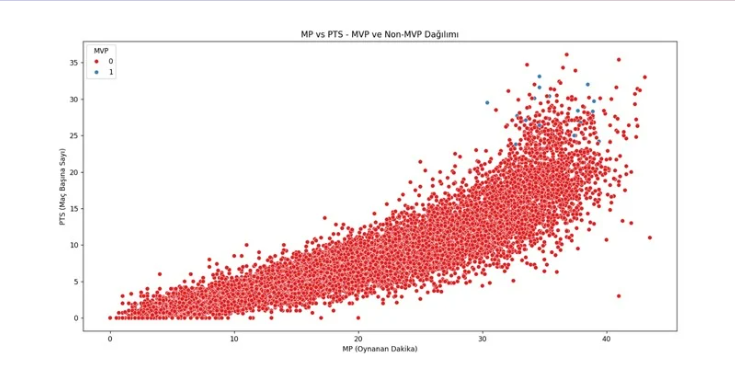 MP vs PTS - MVP ve Non-MVP Dağılımı
MVP
0
1
PTS (Maç Başına Sayı)
35
30
25
20
15
10
5
0
0 10 20 30 40
MP (Oynanan Dakika)